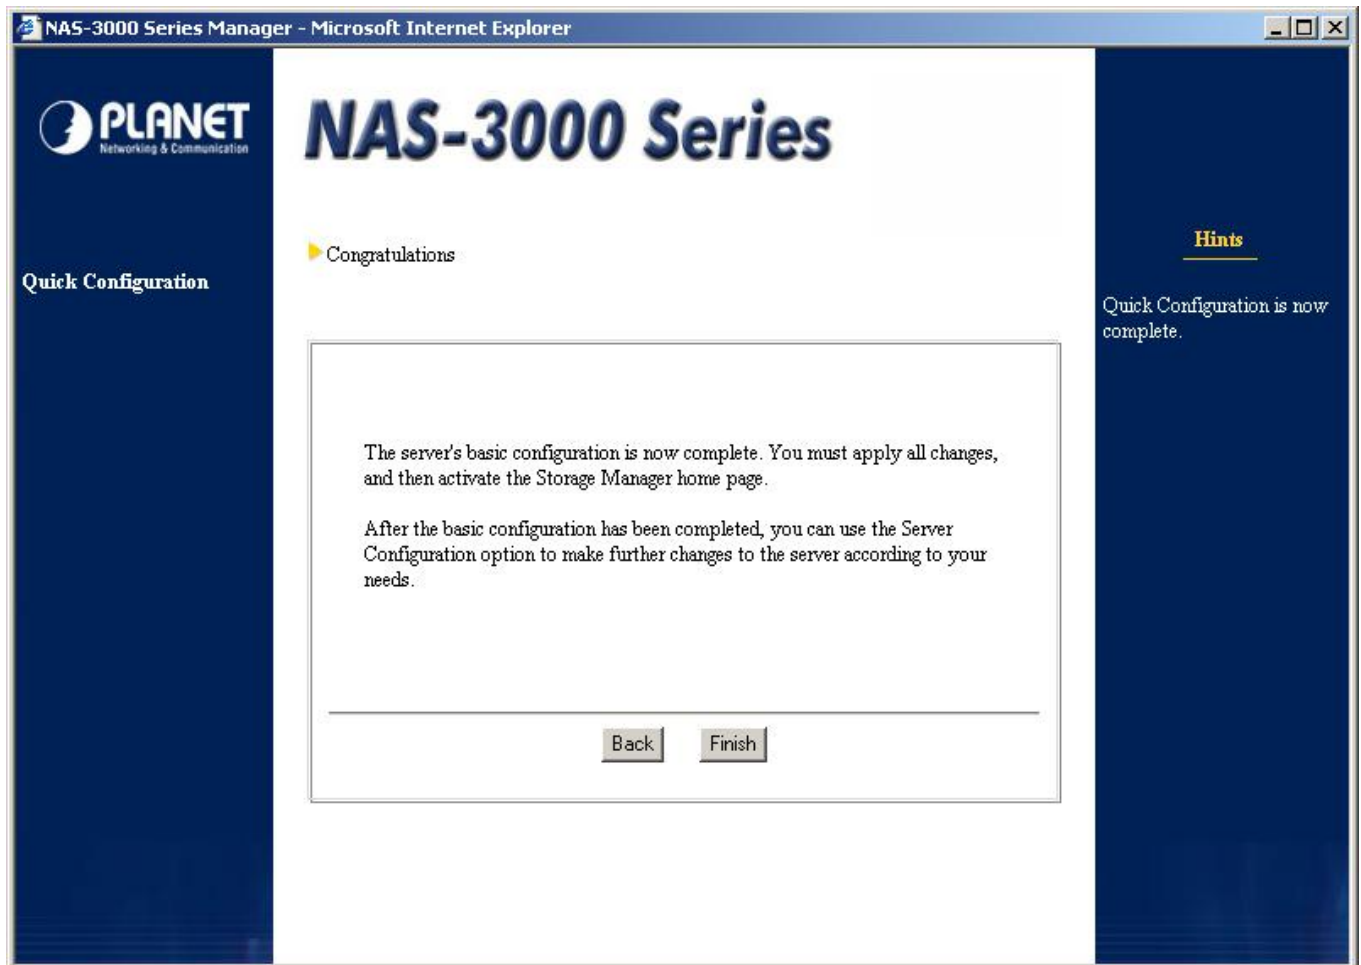 NAS-3000 Series Manager - Microsoft Internet Explorer
PLANET
Networking & Communication
NAS-3000 Series
Quick Configuration
Congratulations
The server's basic configuration is now complete. You must apply all changes,
and then activate the Storage Manager home page.
After the basic configuration has been completed, you can use the Server
Configuration option to make further changes to the server according to your
needs.
Back
Finish
Hints
Quick Configuration is now
complete.